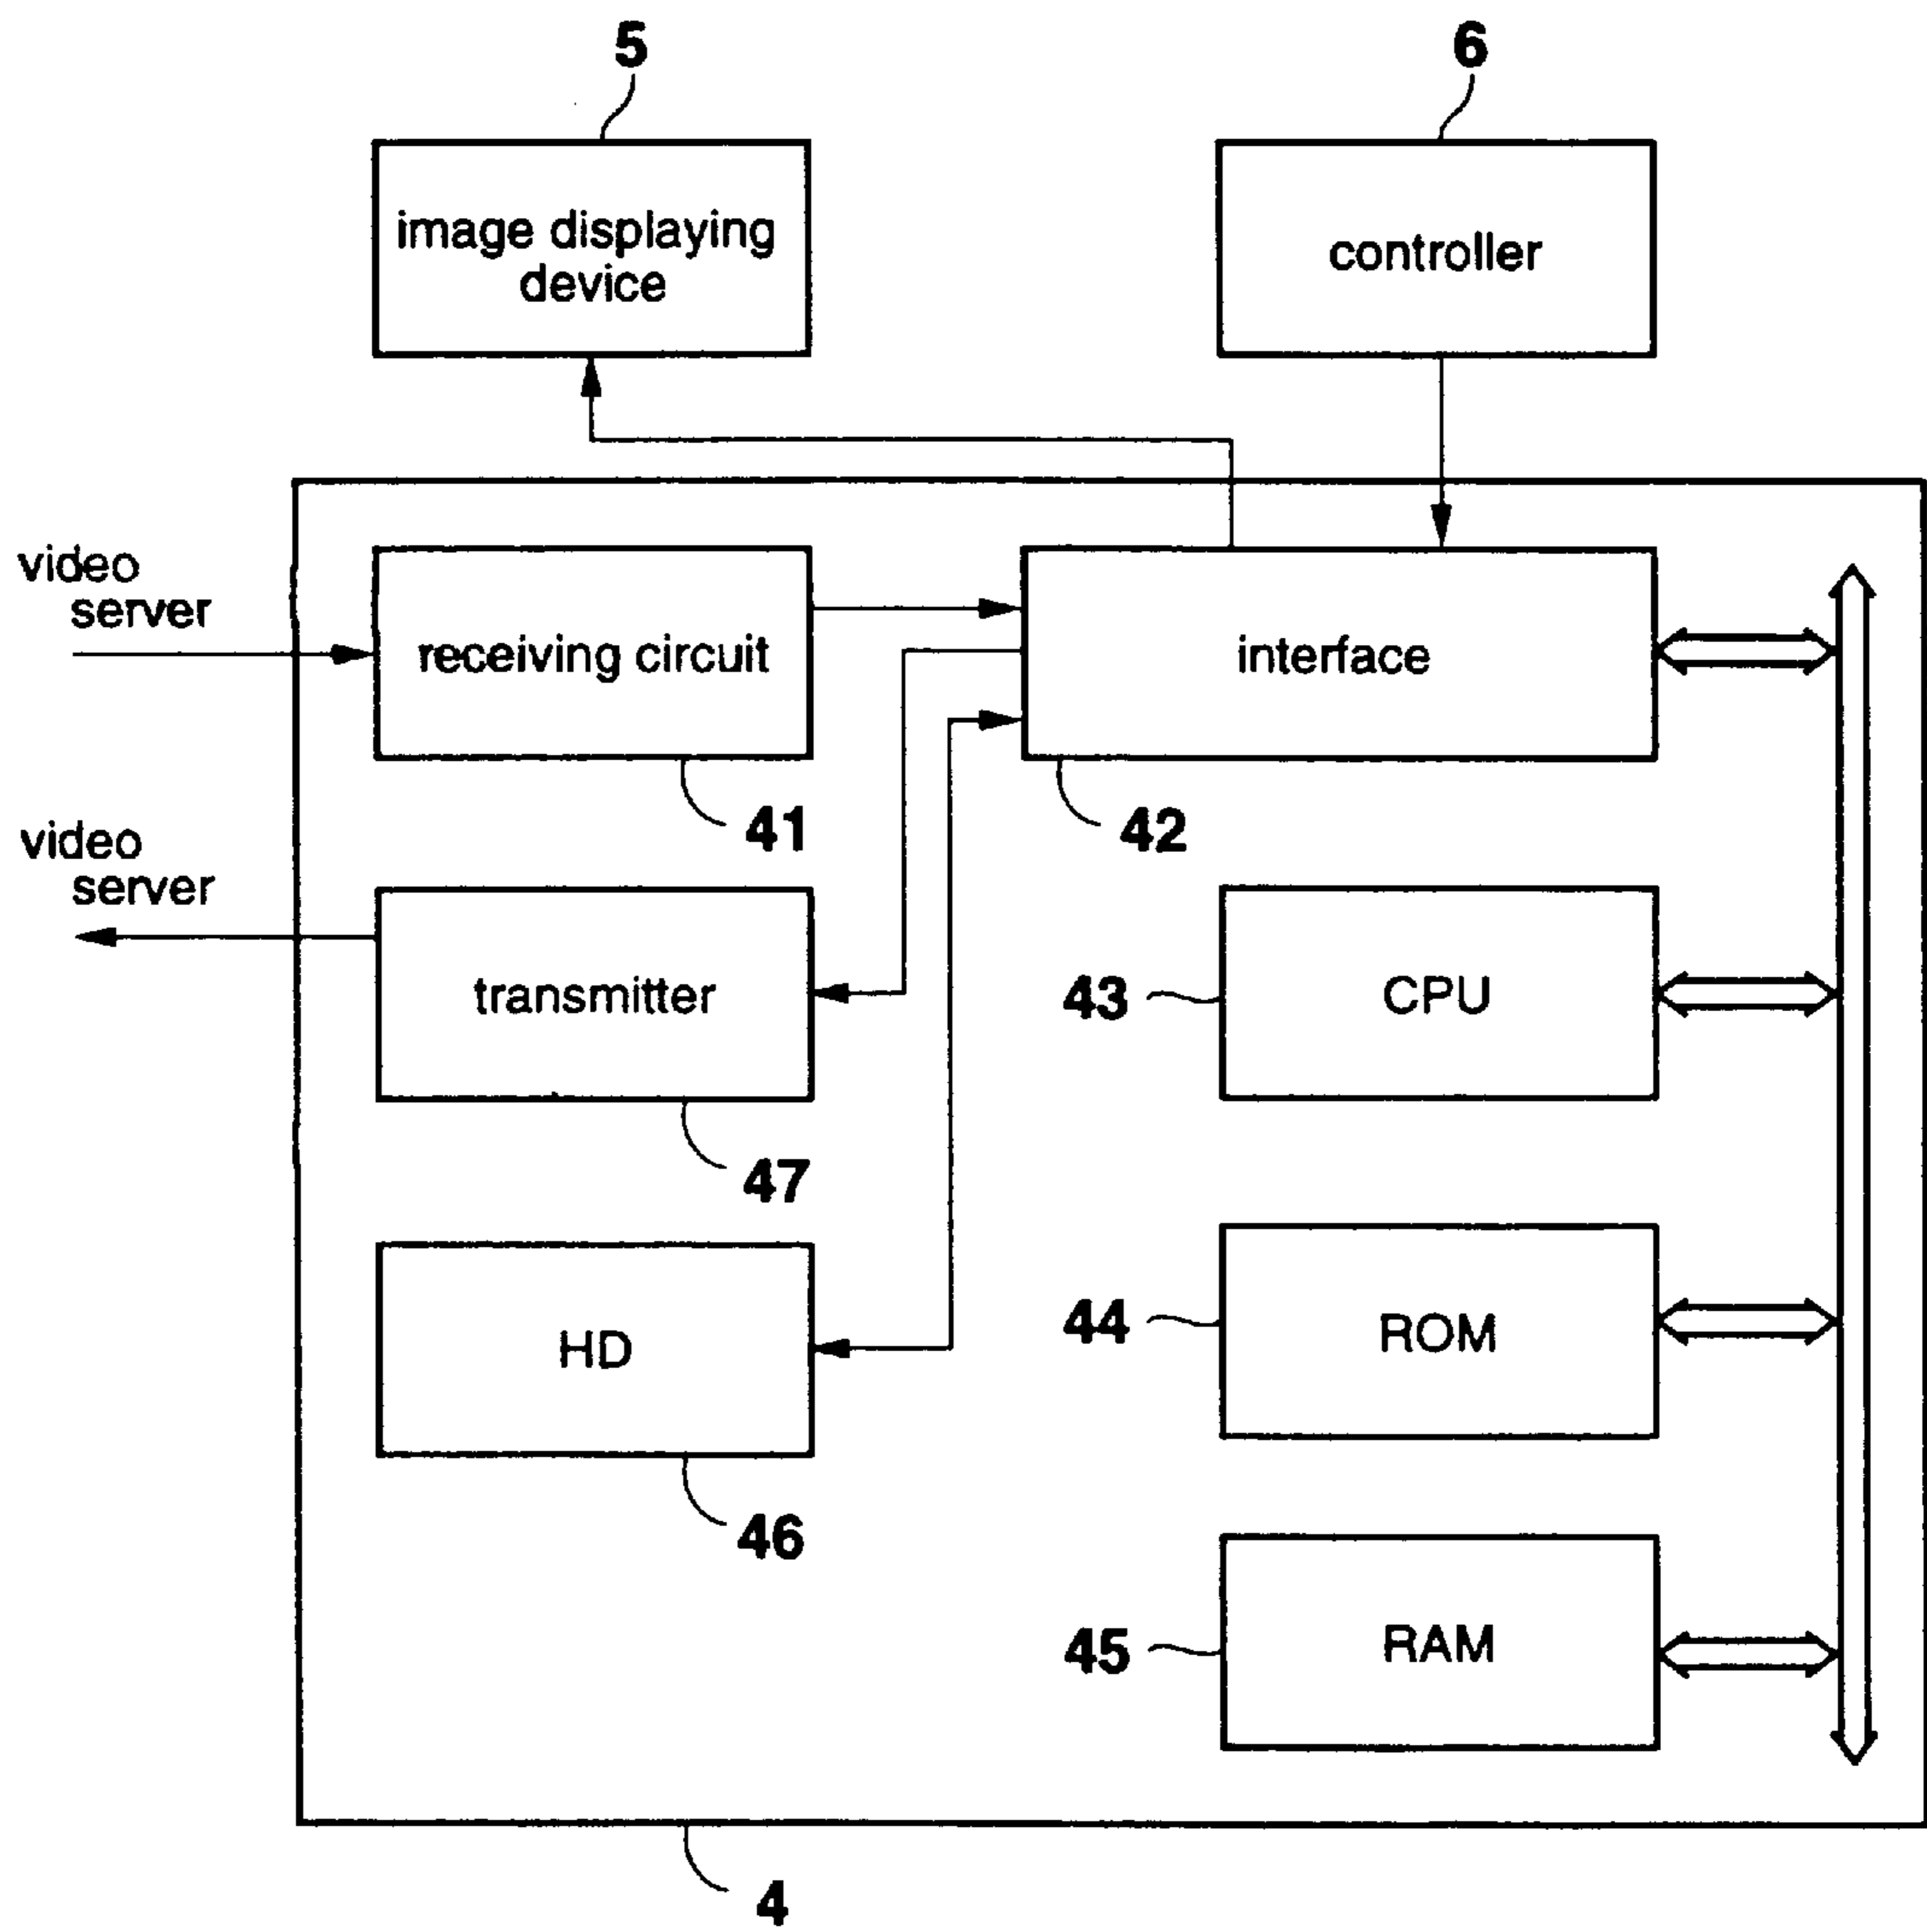 5
6
image displaying
device
controller
video
server
receiving circuit
interface
41
42
video
server
transmitter
43
CPU
47
HD
44
ROM
46
45
RAM
4